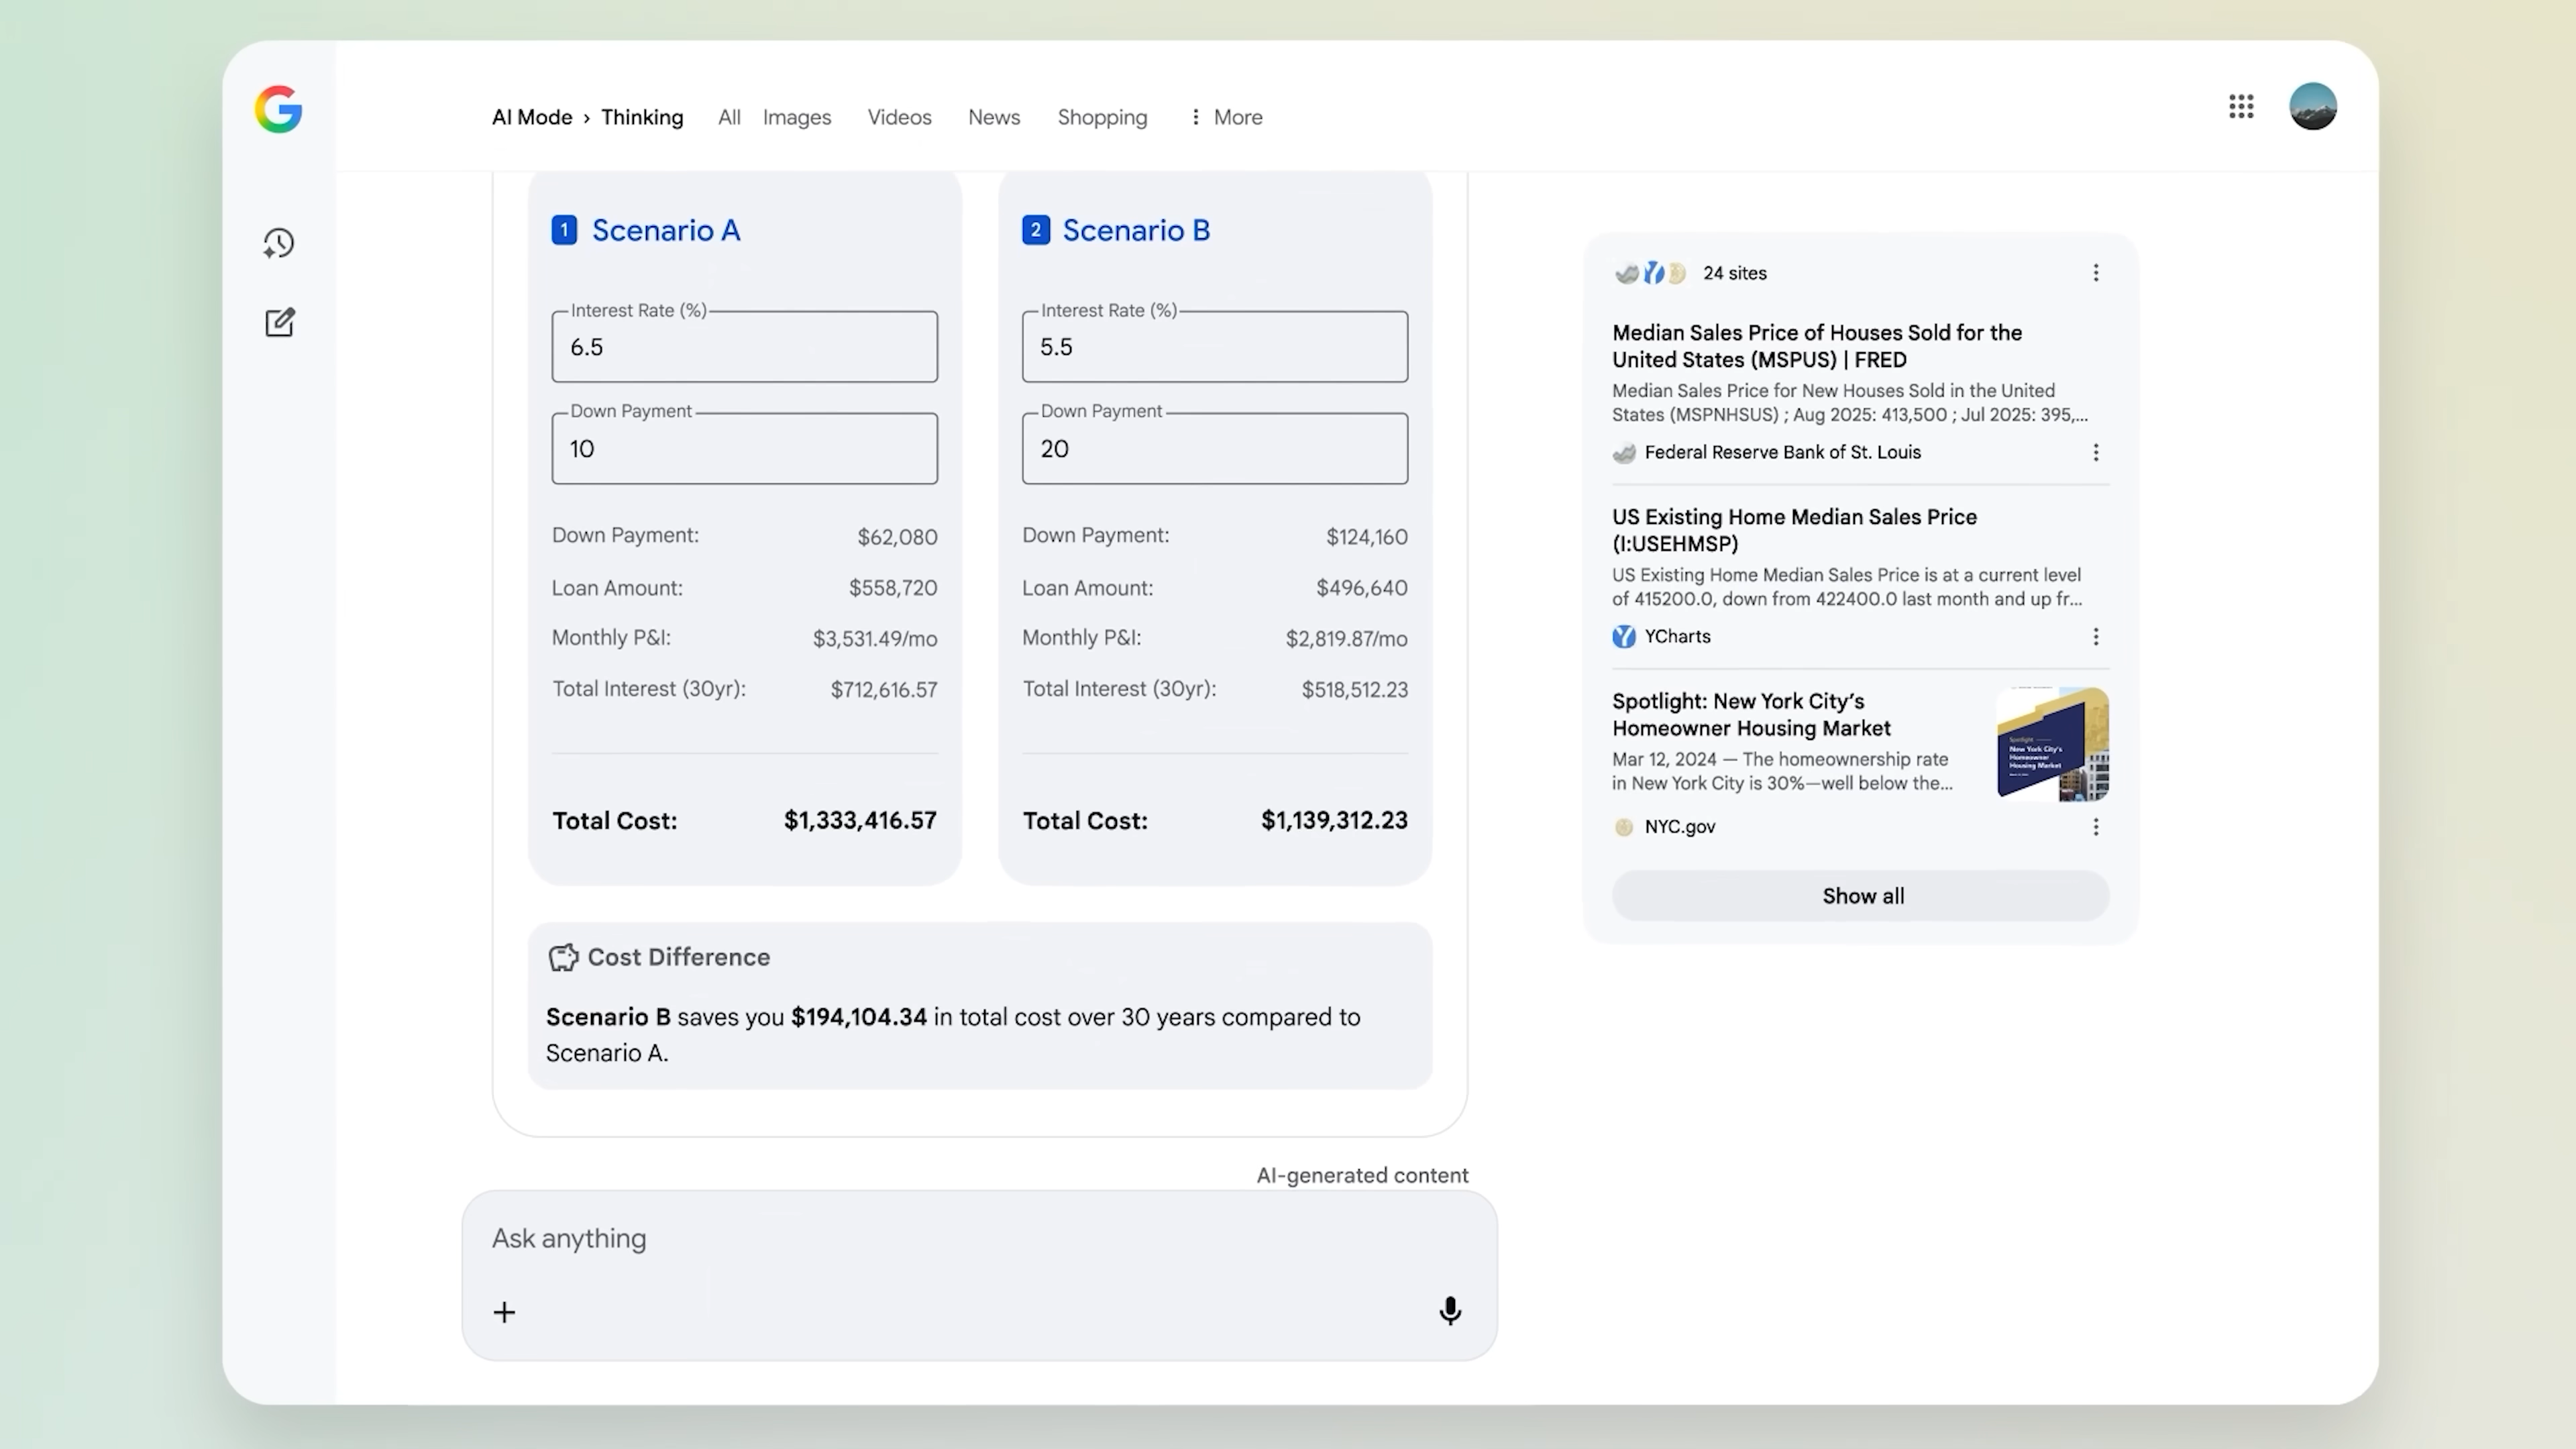 AI Mode › Thinking All Images Videos News Shopping More
1 Scenario A
Interest Rate (%)
6.5
Down Payment
10
Down Payment: $62,080
Loan Amount: $558,720
Monthly P&I: $3,531.49/mo
Total Interest (30yr): $712,616.57
Total Cost: $1,333,416.57
2 Scenario B
Interest Rate (%)
5.5
Down Payment
20
Down Payment: $124,160
Loan Amount: $496,640
Monthly P&I: $2,819.87/mo
Total Interest (30yr): $518,512.23
Total Cost: $1,139,312.23
Cost Difference
Scenario B saves you $194,104.34 in total cost over 30 years compared to
Scenario A.
AI-generated content
Ask anything
24 sites
Median Sales Price of Houses Sold for the
United States (MSPUS) | FRED
Median Sales Price for New Houses Sold in the United
States (MSPNHSUS) ; Aug 2025: 413,500 ; Jul 2025: 395,...
Federal Reserve Bank of St. Louis
US Existing Home Median Sales Price
(I:USEHMSP)
US Existing Home Median Sales Price is at a current level
of 415200.0, down from 422400.0 last month and up fr...
YCharts
Spotlight: New York City’s
Homeowner Housing Market
Mar 12, 2024 — The homeownership rate
in New York City is 30%—well below the...
Spotlight
New York City's
Homeowner
Housing Market
NYC.gov
Show all